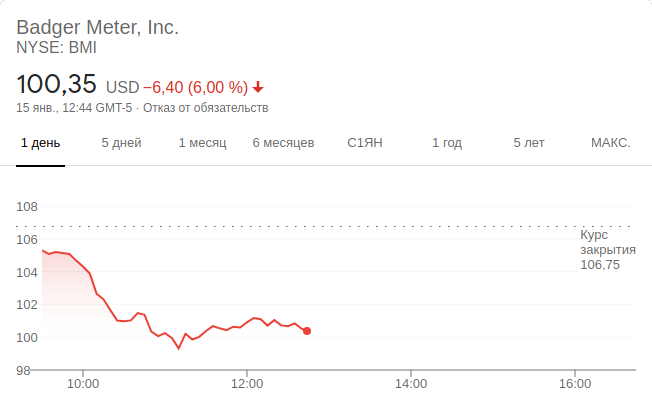 Badger Meter, Inc.
NYSE: BMI
100,35 USD −6,40 (6,00 %)
15 янв., 12:44 GMT-5 · Отказ от обязательств
1 день 5 дней 1 месяц 6 месяцев С1ЯН 1 год 5 лет МАКС.
108
106
104
102
100
98
Курс
закрытия
106,75
10:00 12:00 14:00 16:00